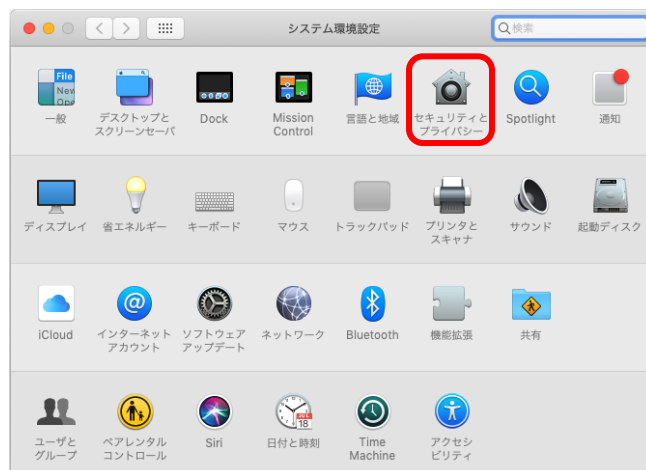 システム環境設定
検索
File
New
Ope
一般
デスクトップと
スクリーンセーバ
Dock
Mission
Control
言語と地域
セキュリティと
プライバシー
Spotlight
通知
ディスプレイ
省エネルギー
キーボード
マウス
トラックパッド
プリンタと
スキャナ
サウンド
起動ディスク
iCloud
インターネット
アカウント
ソフトウェア
アップデート
ネットワーク
Bluetooth
機能拡張
共有
ユーザと
グループ
ペアレンタル
コントロール
Siri
JUL
18
日付と時刻
Time
Machine
アクセシ
ビリティ